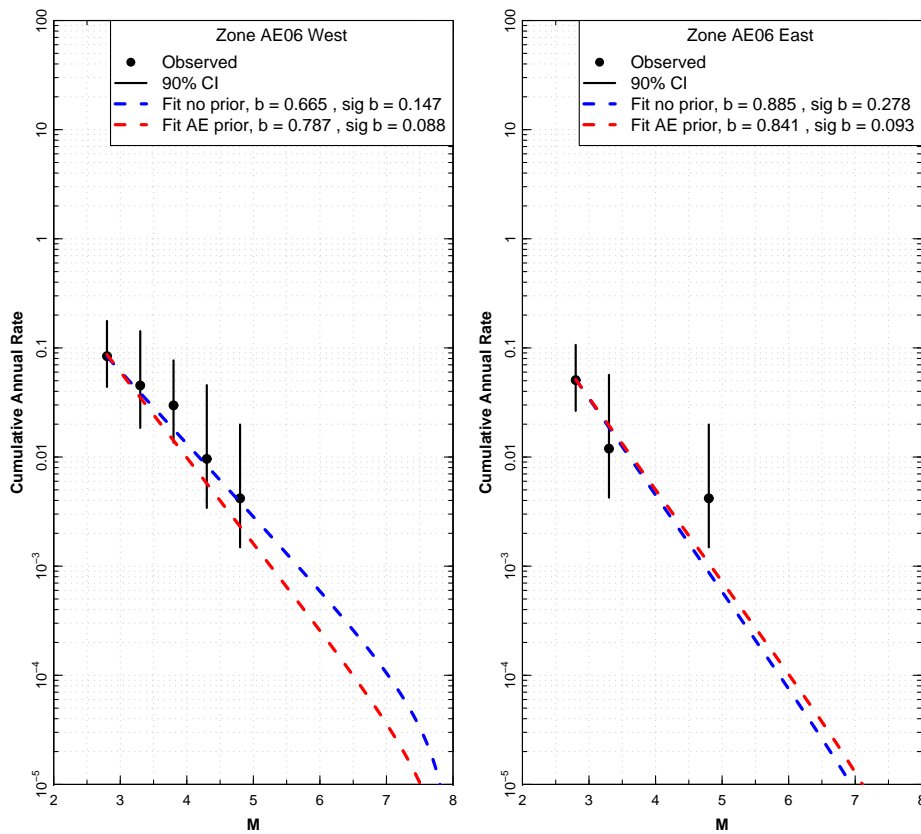 Zone AE06 West
Observed
90% CI
Fit no prior, b = 0.665 , sig b = 0.147
Fit AE prior, b = 0.787 , sig b = 0.088
100
10
1
0.1
0.01
10−3
10−4
10−5
Cumulative Annual Rate
2 3 4 5 6 7 8
M
Zone AE06 East
Observed
90% CI
Fit no prior, b = 0.885 , sig b = 0.278
Fit AE prior, b = 0.841 , sig b = 0.093
100
10
1
0.1
0.01
10−3
10−4
10−5
Cumulative Annual Rate
2 3 4 5 6 7 8
M